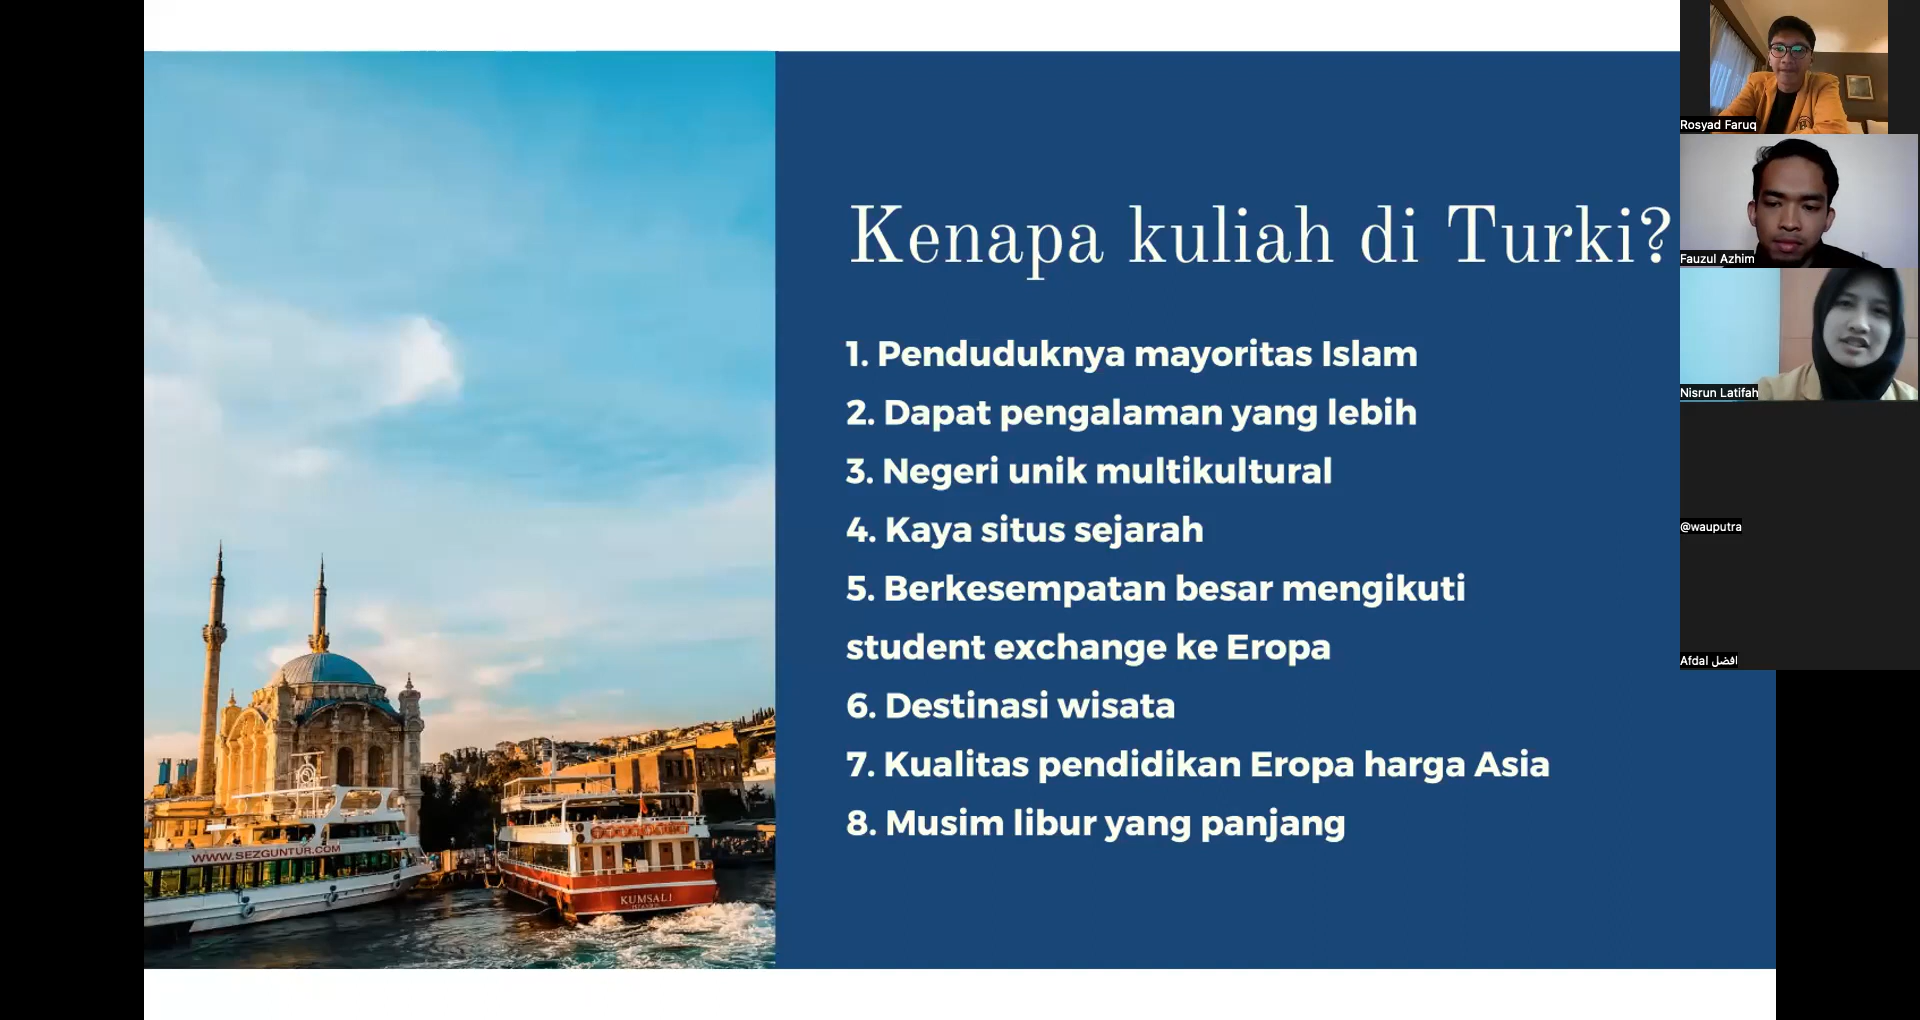 Kenapa kuliah di Turki?
1. Penduduknya mayoritas Islam
2. Dapat pengalaman yang lebih
3. Negeri unik multikultural
4. Kaya situs sejarah
5. Berkesempatan besar mengikuti
student exchange ke Eropa
6. Destinasi wisata
7. Kualitas pendidikan Eropa harga Asia
8. Musim libur yang panjang
WWW.SEZGUNTUR.COM
KUMSALI
Rosyad Faruq
Fauzul Azhim
Nisrun Latifah
@wauputra
Afdal افضل